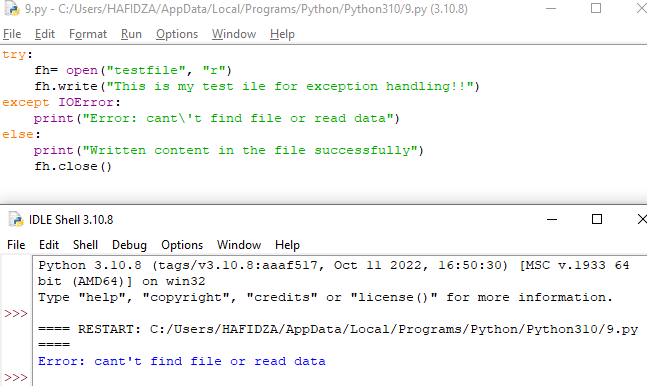 9.py - C:/Users/HAFIDZA/AppData/Local/Programs/Python/Python310/9.py (3.10.8)
File Edit Format Run Options Window Help
try:
    fh= open("testfile", "r")
    fh.write("This is my test ile for exception handling!!")
except IOError:
    print("Error: cant\'t find file or read data")
else:
    print("Written content in the file successfully")
    fh.close()
IDLE Shell 3.10.8
File Edit Shell Debug Options Window Help
Python 3.10.8 (tags/v3.10.8:aaaf517, Oct 11 2022, 16:50:30) [MSC v.1933 64
bit (AMD64)] on win32
Type "help", "copyright", "credits" or "license()" for more information.
>>>
==== RESTART: C:/Users/HAFIDZA/AppData/Local/Programs/Python/Python310/9.py
====
Error: cant't find file or read data
>>>